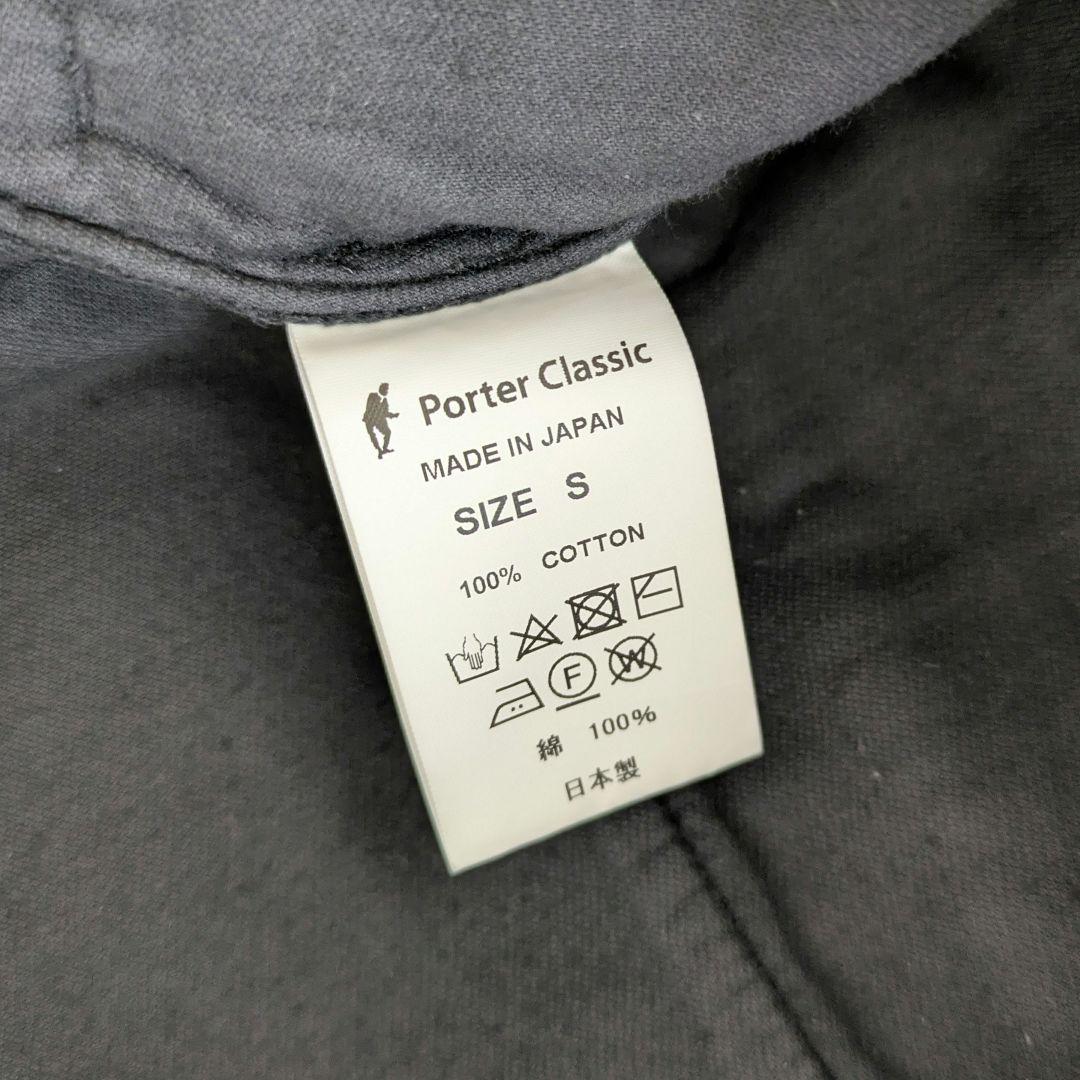 Porter Classic
MADE IN JAPAN
SIZE S
100% COTTON
F W
綿 100%
日本製